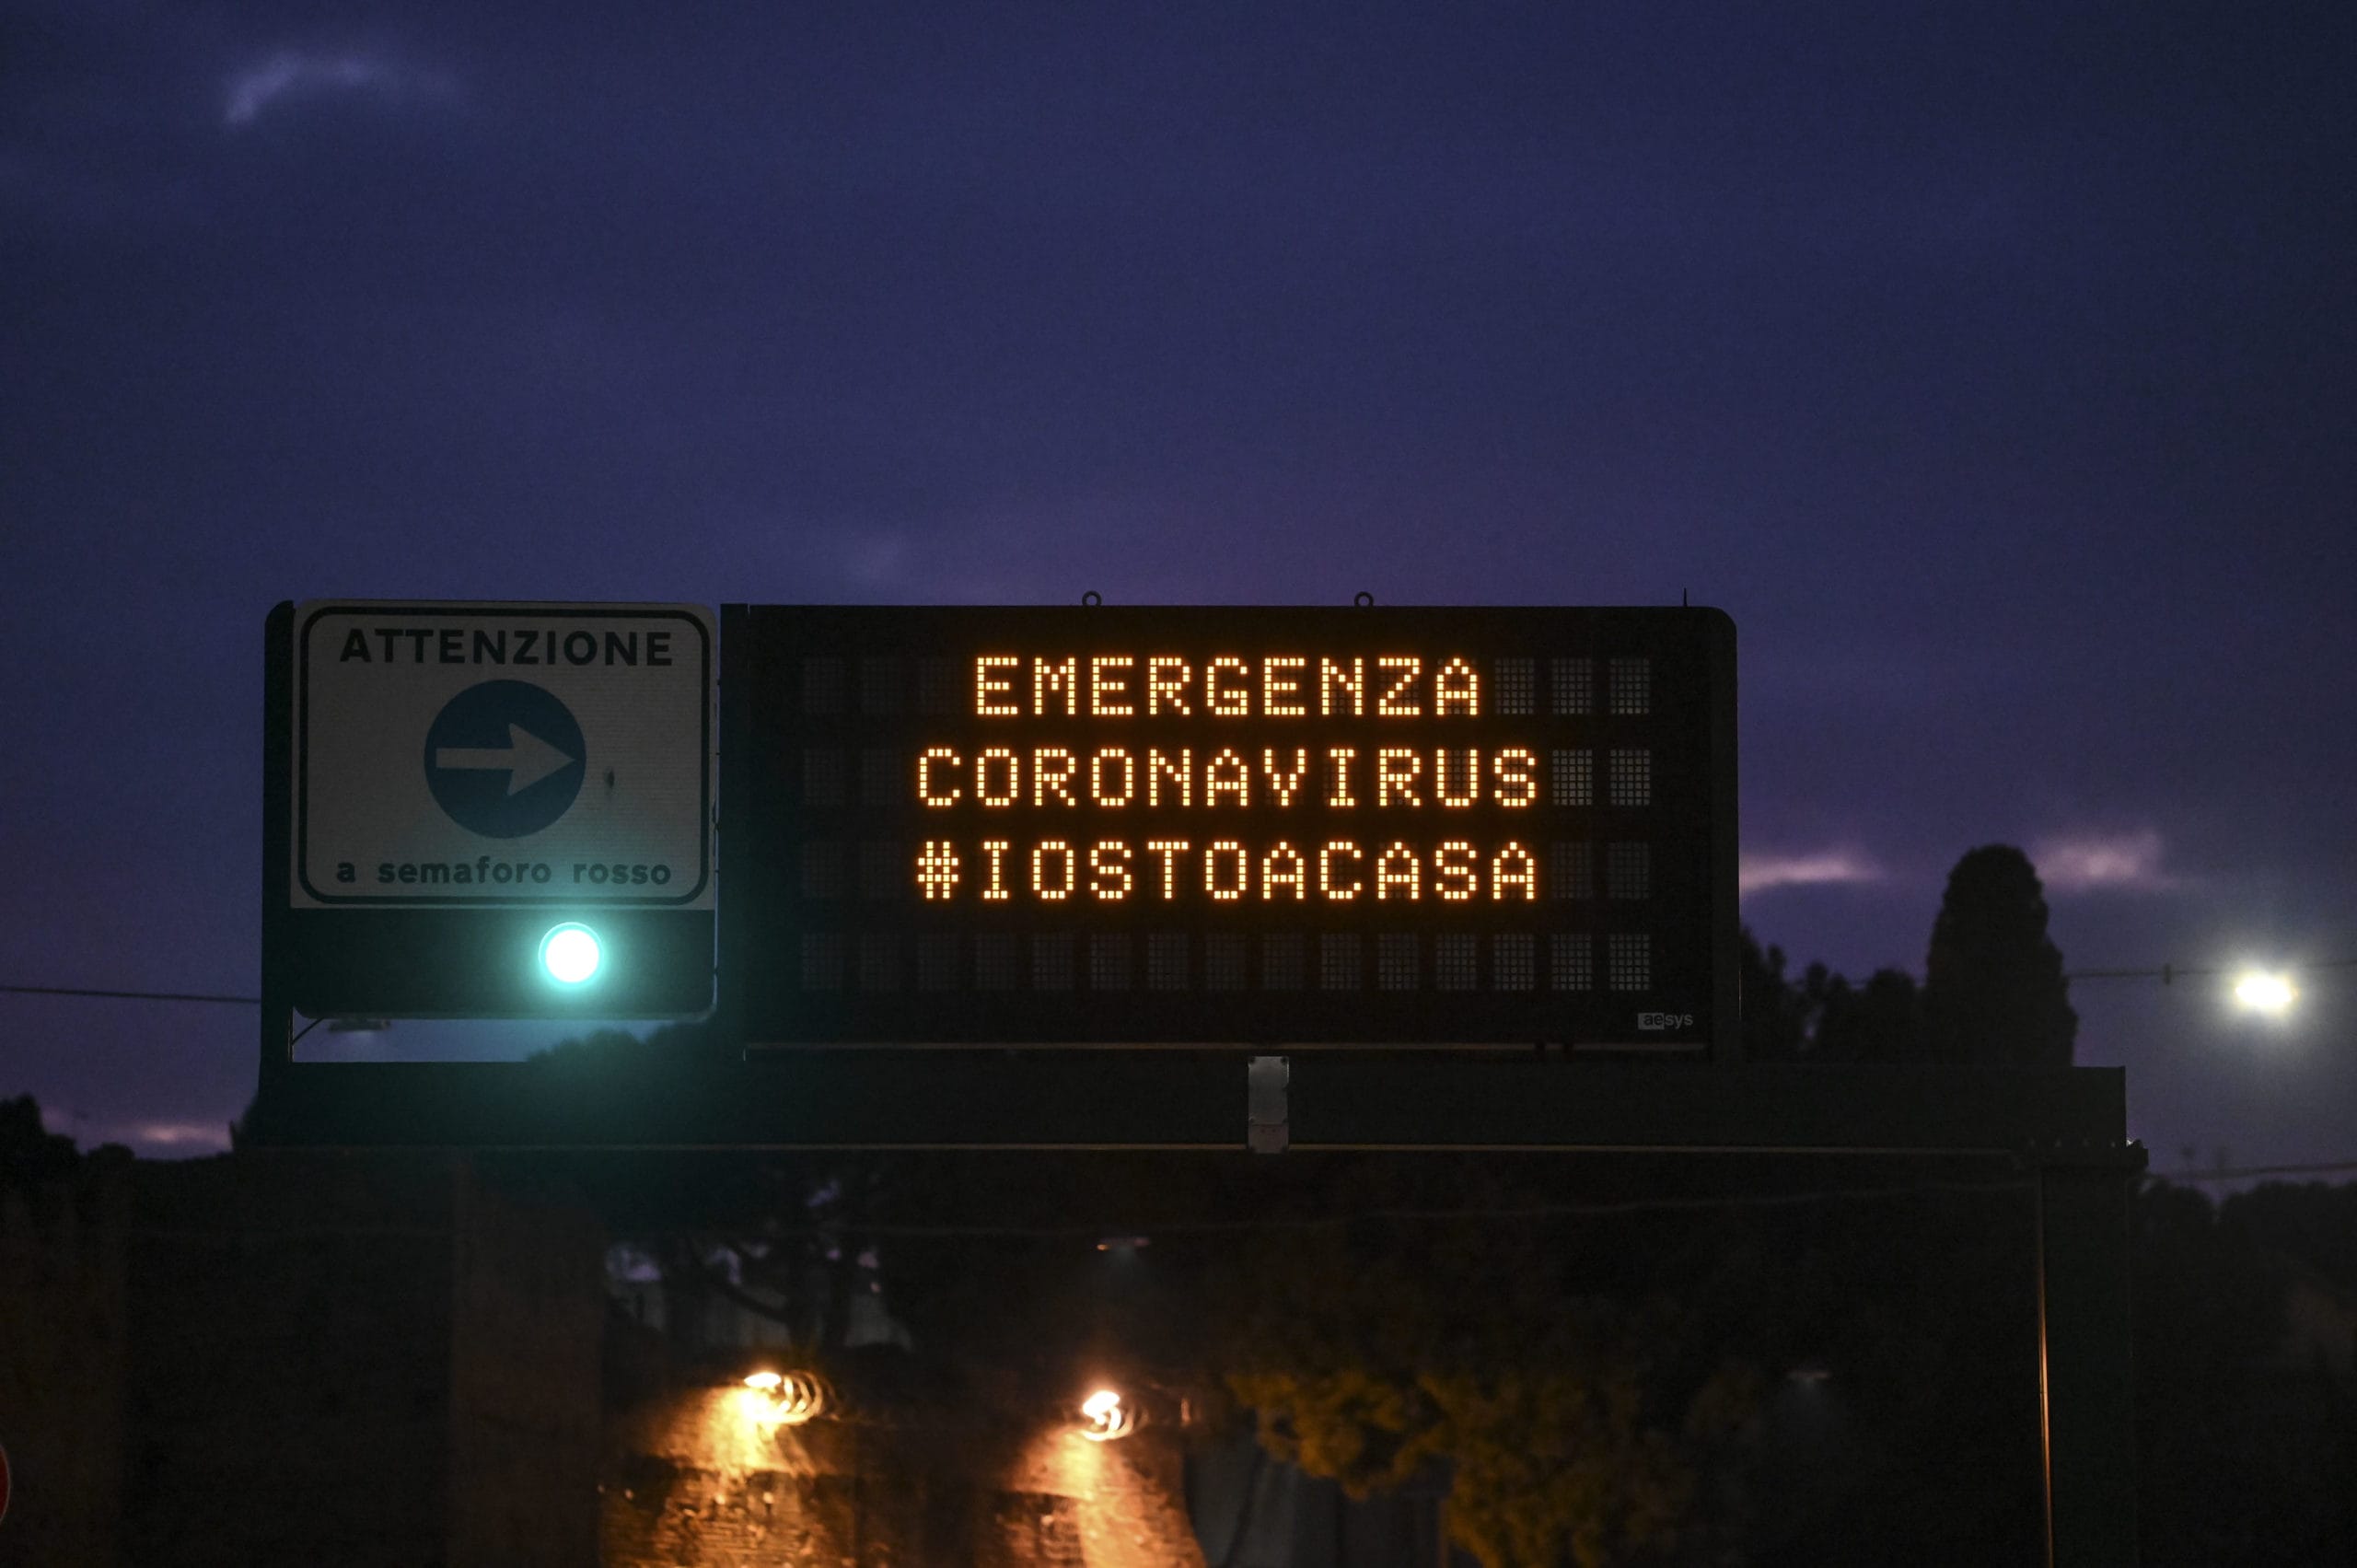 ATTENZIONE
a semaforo rosso
EMERGENZA
CORONAVIRUS
#IOSTOACASA
aesys